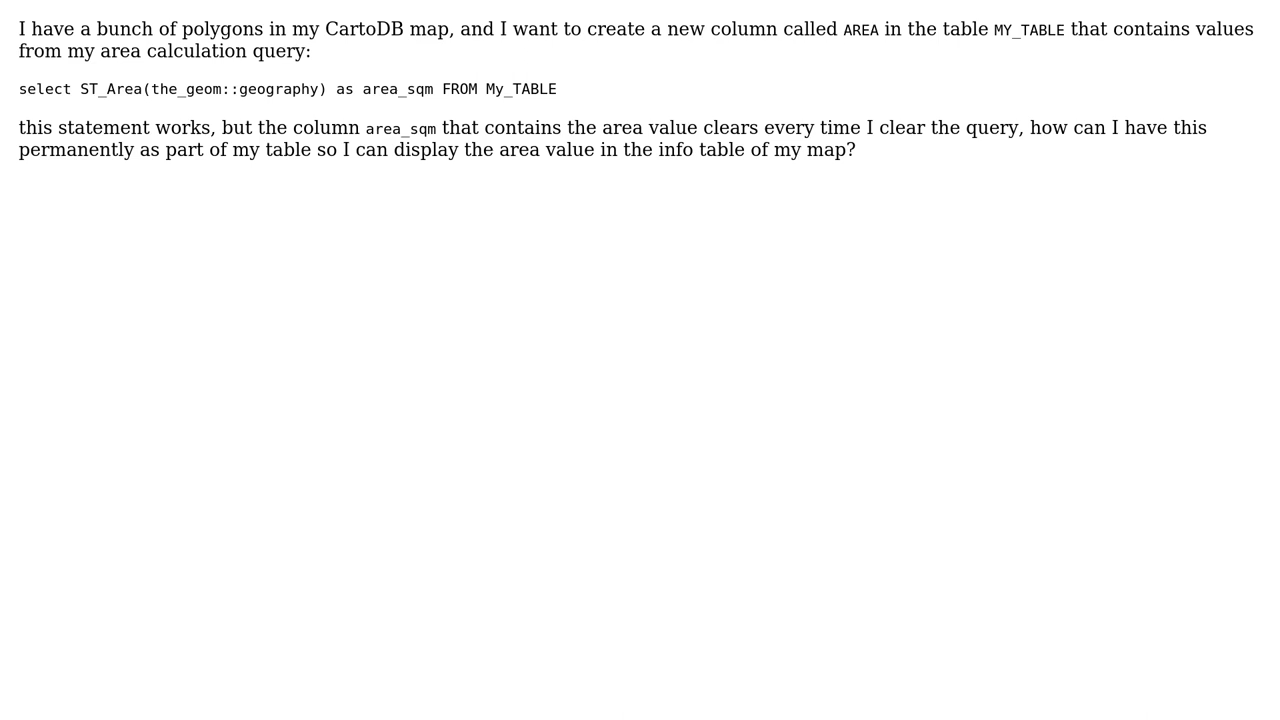 I have a bunch of polygons in my CartoDB map, and I want to create a new column called AREA in the table MY_TABLE that contains values
from my area calculation query:
select ST_Area(the_geom::geography) as area_sqm FROM My_TABLE
this statement works, but the column area_sqm that contains the area value clears every time I clear the query, how can I have this
permanently as part of my table so I can display the area value in the info table of my map?